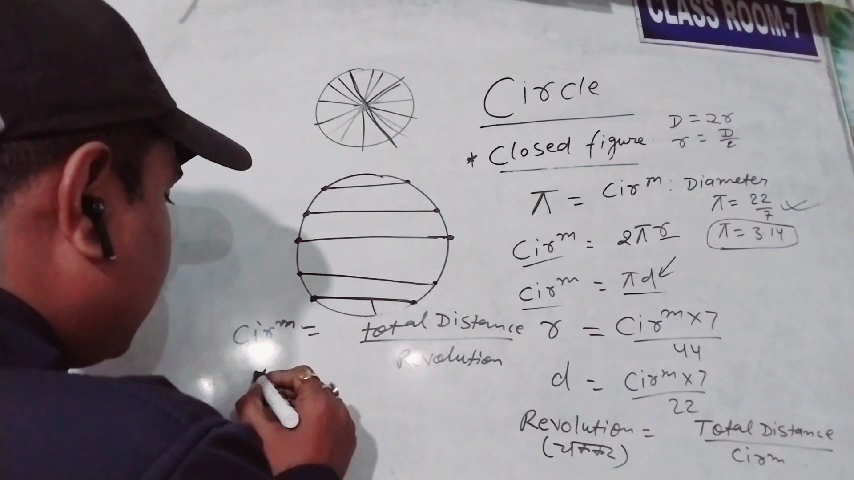 CLASS ROOM-7
Circle
D = 2r
r = D/2
* Closed figure
π = Cirᵐ : Diameter
π = 22/7 ✓
π = 3.14
Cirᵐ = 2πr
Cirᵐ = πd ✓
Cirᵐ = total Distance / Revolution
r = Cirᵐ × 7 / 44
d = Cirᵐ × 7 / 22
Revolution = Total Distance / Cirm